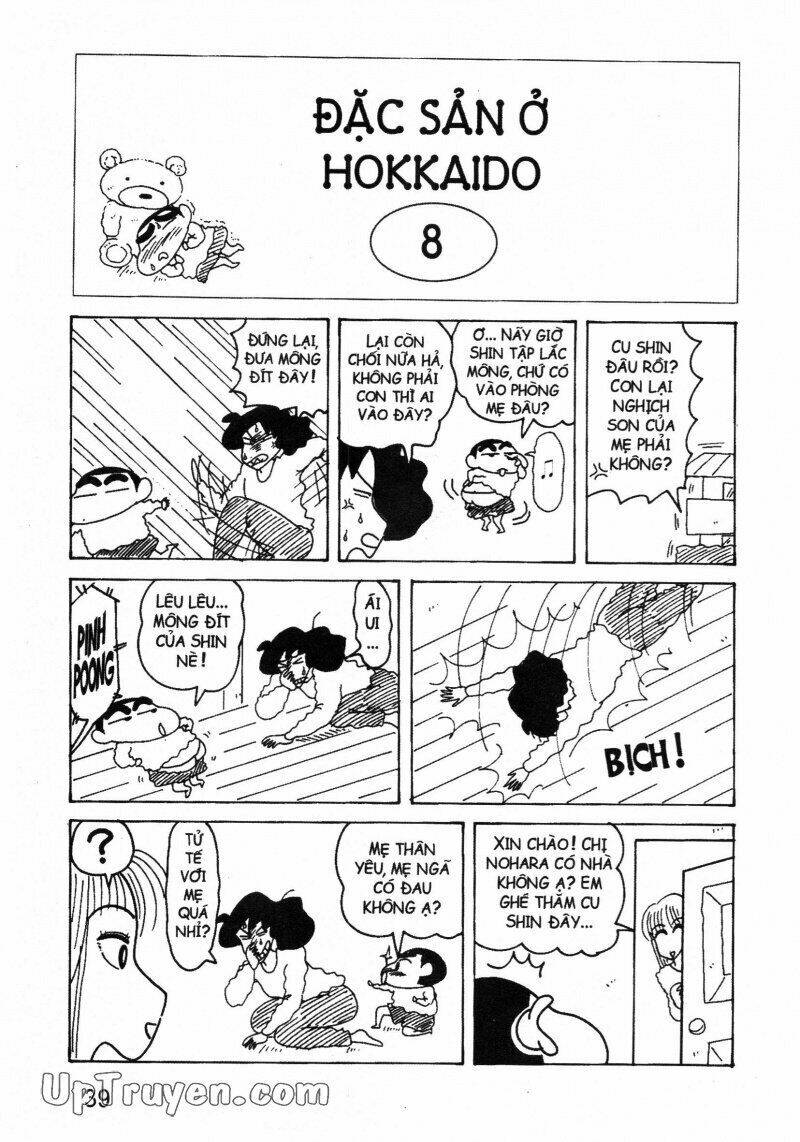 ĐẶC SẢN Ở
HOKKAIDO
8
CU SHIN
ĐÂU RỒI?
CON LẠI
NGHỊCH
SON CỦA
MẸ PHẢI
KHÔNG?
Ơ... NÃY GIỜ
SHIN TẬP LẮC
MÔNG, CHỨ CÓ
VÀO PHÒNG
MẸ ĐÂU?
LẠI CÒN
CHỐI NỮA HẢ,
KHÔNG PHẢI
CON THÌ AI
VÀO ĐÂY?
ĐỨNG LẠI,
ĐƯA MÔNG
ĐÍT ĐÂY!
BỊCH!
ÁI
UI
...
LÊU LÊU...
MÔNG ĐÍT
CỦA SHIN
NÈ!
PINH
POONG
XIN CHÀO! CHỊ
NOHARA CÓ NHÀ
KHÔNG Ạ? EM
GHÉ THĂM CU
SHIN ĐÂY...
MẸ THÂN
YÊU, MẸ NGÃ
CÓ ĐAU
KHÔNG Ạ?
TỬ
TẾ
VỚI
MẸ
QUÁ
NHỈ?
?
UpTruyen.com
39